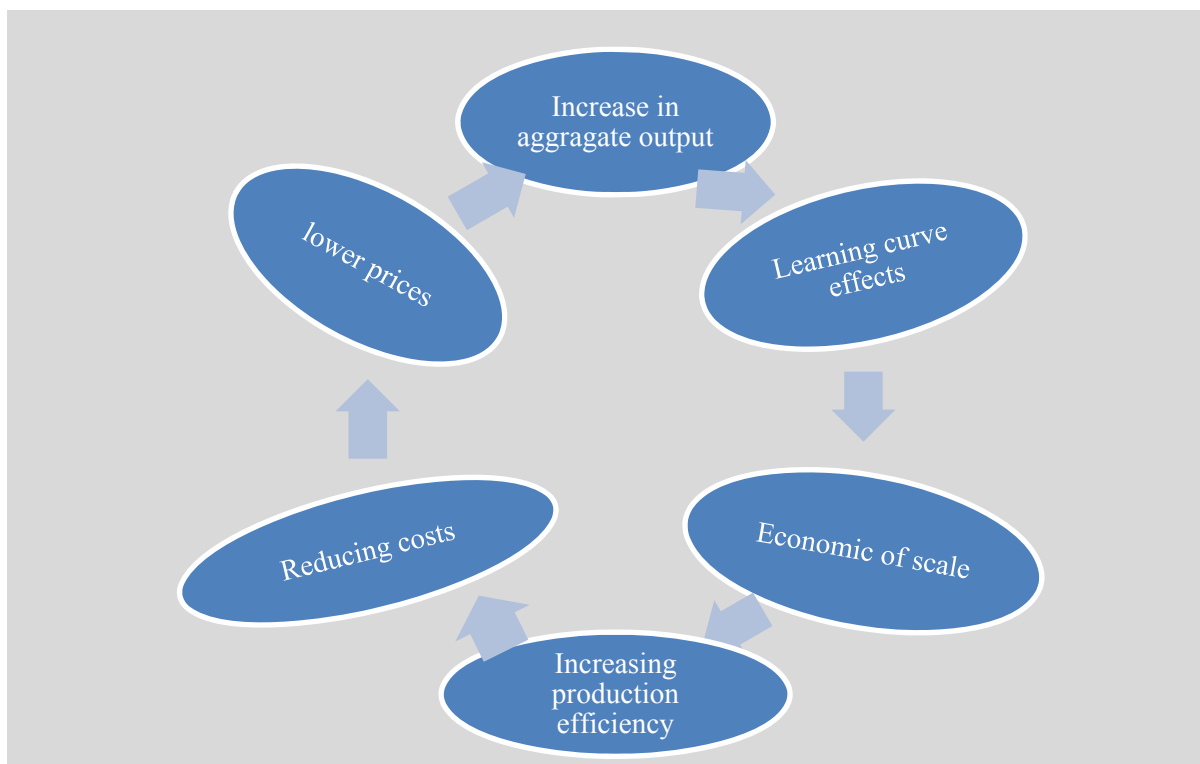 Increase in
aggragate output
Learning curve
effects
Economic of scale
Increasing
production
efficiency
Reducing costs
lower prices